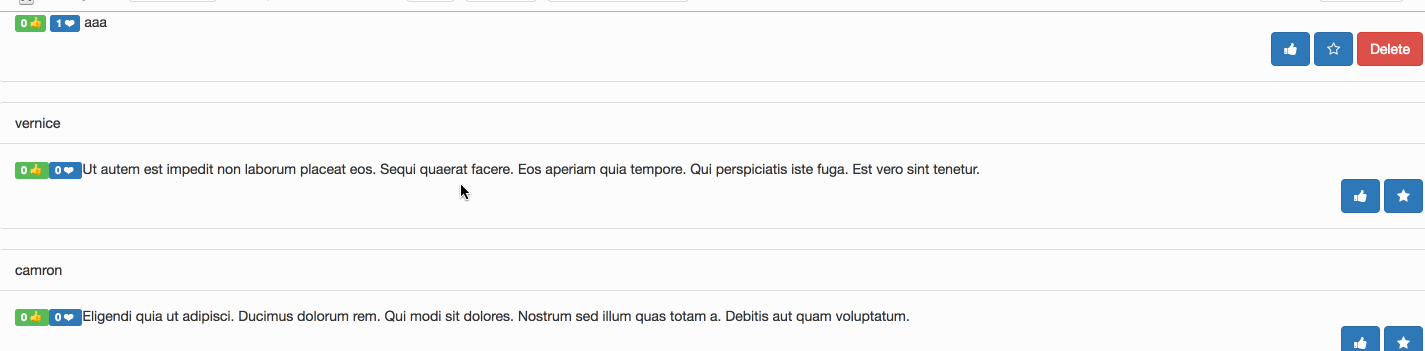 0 👍 1 ❤ aaa
Delete
vernice
0 👍 0 ❤ Ut autem est impedit non laborum placeat eos. Sequi quaerat facere. Eos aperiam quia tempore. Qui perspiciatis iste fuga. Est vero sint tenetur.
camron
0 👍 0 ❤ Eligendi quia ut adipisci. Ducimus dolorum rem. Qui modi sit dolores. Nostrum sed illum quas totam a. Debitis aut quam voluptatum.